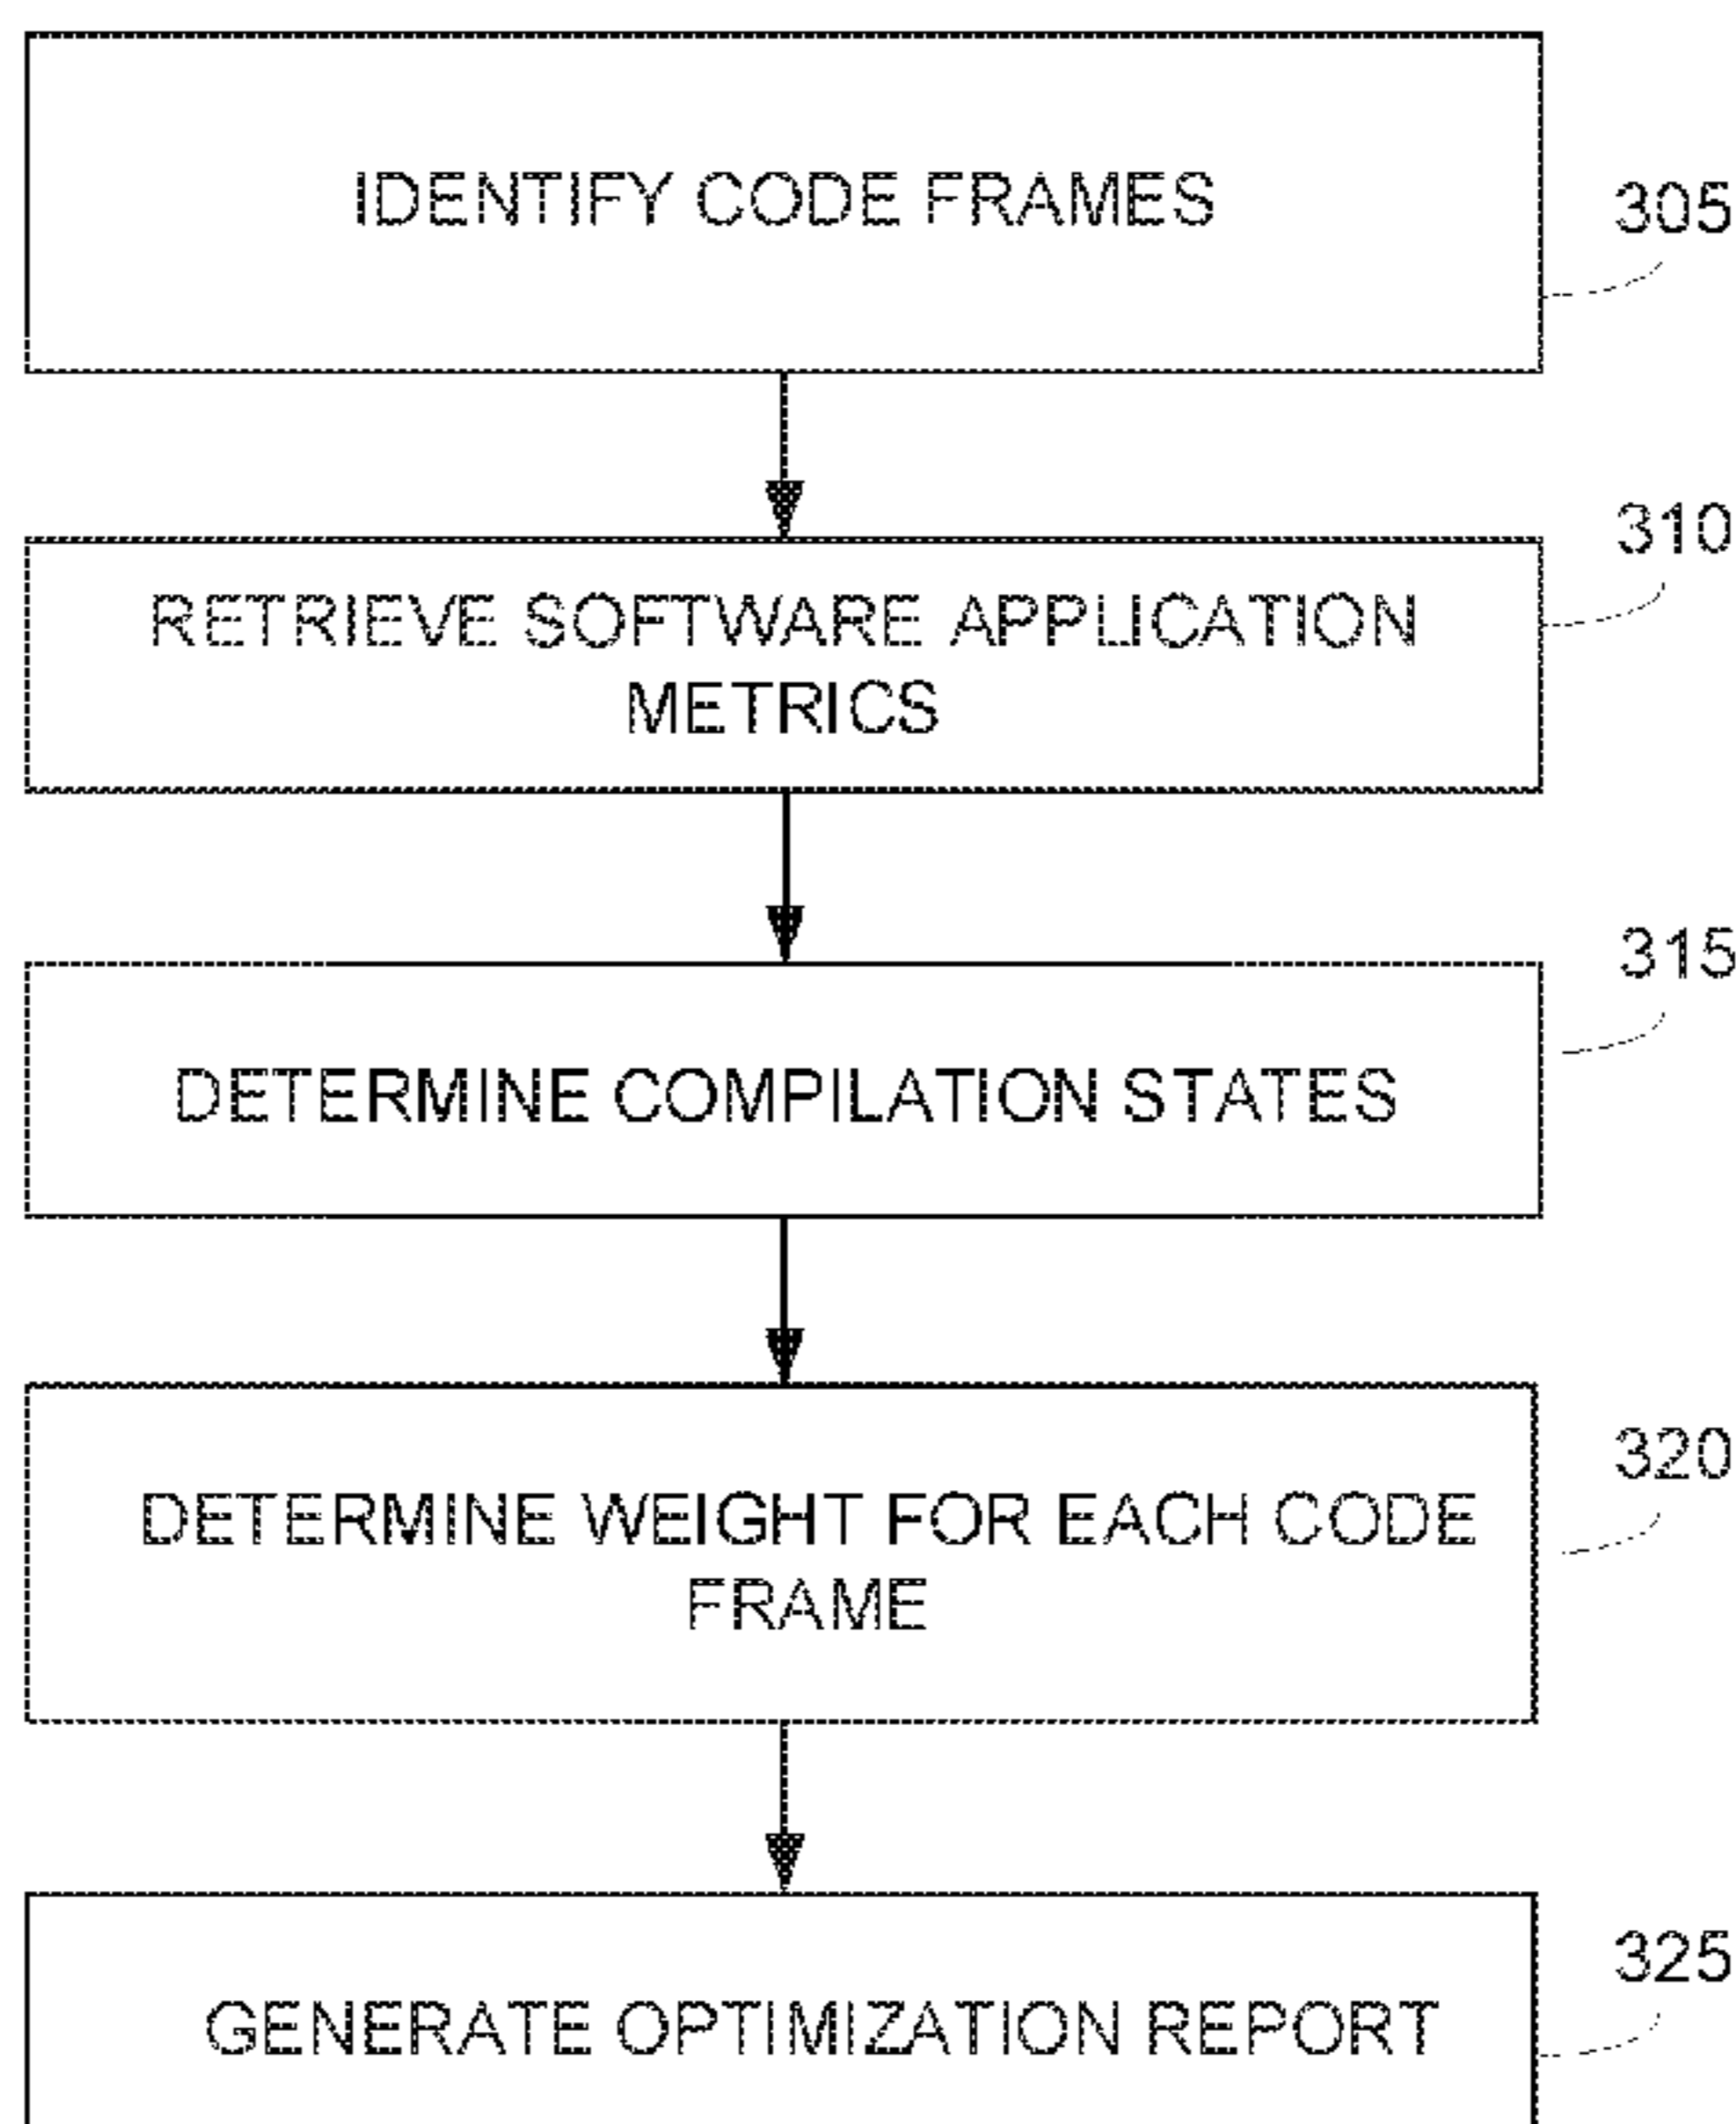 IDENTIFY CODE FRAMES
305
310
RETRIEVE SOFTWARE APPLICATION
METRICS
315
DETERMINE COMPILATION STATES
320
DETERMINE WEIGHT FOR EACH CODE
FRAME
325
GENERATE OPTIMIZATION REPORT